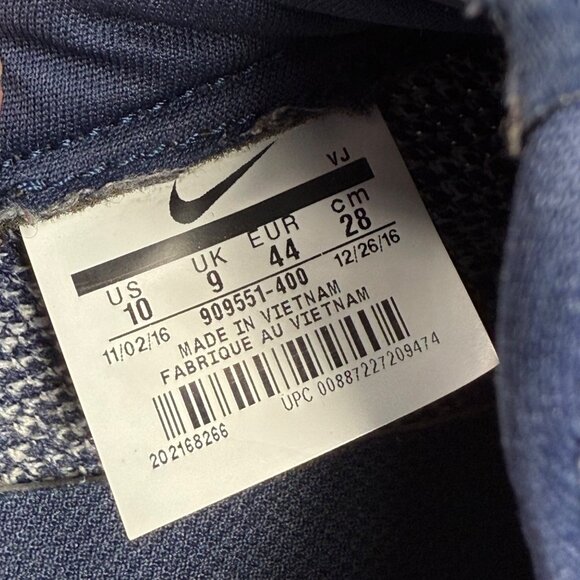 VJ
US UK EUR cm
10 9 44 28
11/02/16 909551-400 12/26/16
MADE IN VIETNAM
FABRIQUE AU VIETNAM
UPC 00887227209474
202168266